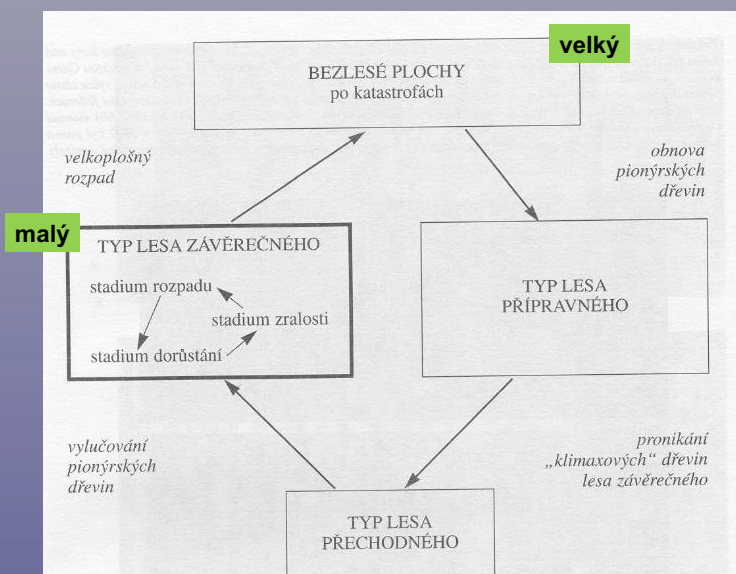 velký
BEZLESÉ PLOCHY
po katastrofách
velkoplošný
rozpad
obnova
pionýrských
dřevin
malý
TYP LESA ZÁVĚREČNÉHO
stadium rozpadu
stadium zralosti
stadium dorůstání
TYP LESA
PŘÍPRAVNÉHO
vylučování
pionýrských
dřevin
pronikání
„klimaxových“ dřevin
lesa závěrečného
TYP LESA
PŘECHODNÉHO